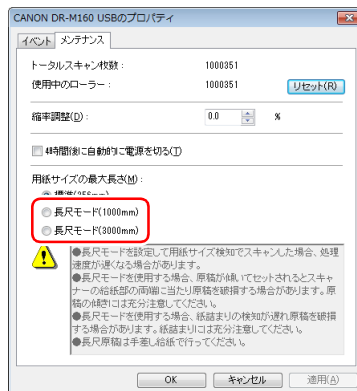 CANON DR-M160 USBのプロパティ
イベント メンテナンス
トータルスキャン枚数： 1000351
使用中のローラー： 1000351 リセット(R)
縮率調整(D)： 0.0 %
48時間後に自動的に電源を切る(T)
用紙サイズの最大長さ(M)：
標準(356mm)
長尺モード(1000mm)
長尺モード(3000mm)
●長尺モードを設定して用紙サイズ検知でスキャンした場合、処理
速度が遅くなる場合があります。
●長尺モードを使用する場合、原稿が傾いてセットされるとスキャ
ナーの給紙部の両端に当たり原稿を破損する場合があります。原
稿の傾きには充分注意してください。
●長尺モードを使用する場合、紙詰まりの検知が遅れ原稿を破損
する場合があります。紙詰まりには充分注意してください。
●長尺原稿は手差し給紙で行ってください。
OK キャンセル 適用(A)